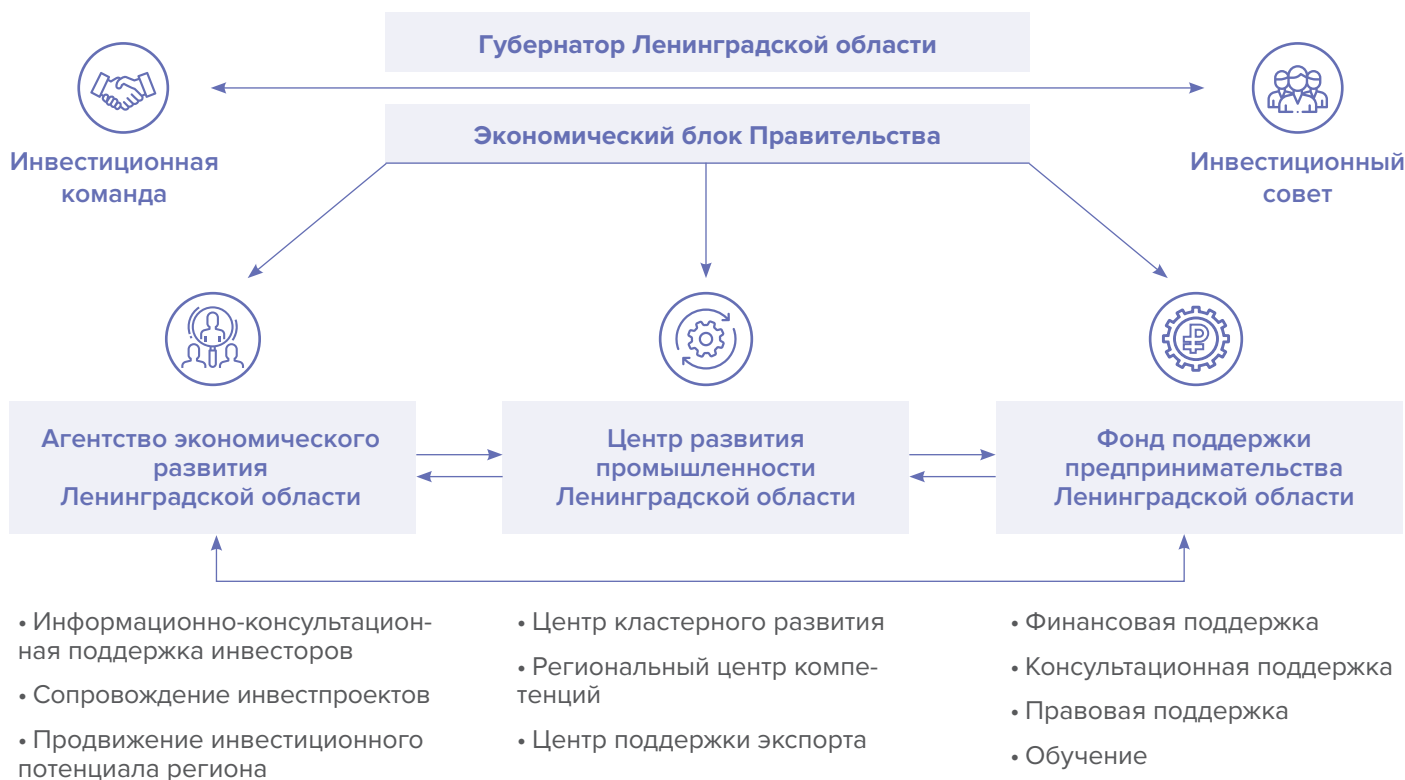 Губернатор Ленинградской области
Экономический блок Правительства
Инвестиционная
команда
Инвестиционный
совет
Агентство экономического
развития
Ленинградской области
Центр развития
промышленности
Ленинградской области
Фонд поддержки
предпринимательства
Ленинградской области
• Информационно-консультацион-
ная поддержка инвесторов
• Сопровождение инвестпроектов
• Продвижение инвестиционного
потенциала региона
• Центр кластерного развития
• Региональный центр компе-
тенций
• Центр поддержки экспорта
• Финансовая поддержка
• Консультационная поддержка
• Правовая поддержка
• Обучение